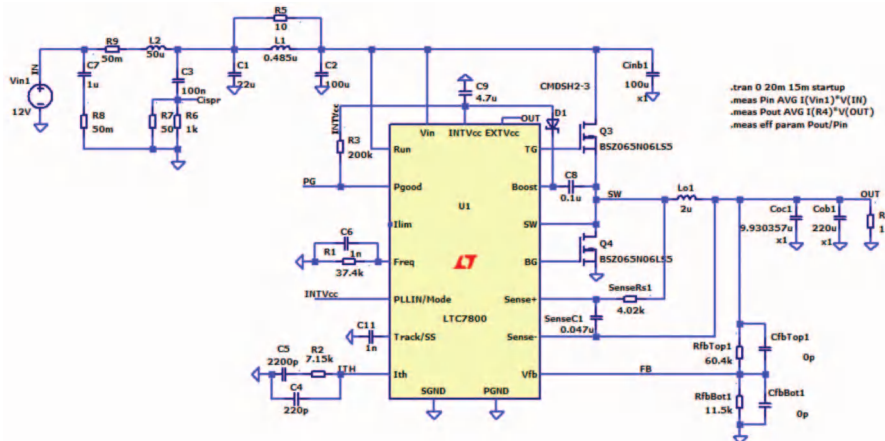 R5
10
R9
50m
L2
50u
L1
0.485u
IN
C7
1u
C3
100n
C1
22u
C2
100u
Cinb1
100u
x1
Vin1
12V
Cispr
R8
50m
R7
50
R6
1k
C9
4.7u
CMDSH2-3
.tran 0 20m 15m startup
.meas Pin AVG I(Vin1)*V(IN)
.meas Pout AVG I(R4)*V(OUT)
.meas eff param Pout/Pin
INTVcc
OUT
D1
R3
200k
Vin INTVcc EXTVcc
Q3
BSZ065N06LS5
Run
TG
PG
Pgood
Boost
C8
0.1u
U1
SW
Lo1
2u
OUT
Ilim
SW
Coc1
9.930357u
x1
Cob1
220u
x1
R
1
C6
1n
R1
37.4k
Freq
BG
Q4
BSZ065N06LS5
LT
INTVcc
PLLIN/Mode
Sense+
SenseRs1
4.02k
LTC7800
SenseC1
0.047u
C11
1n
Track/SS
Sense-
RfbTop1
60.4k
CfbTop1
0p
C5
2200p
R2
7.15k
ITH
Ith
Vfb
FB
C4
220p
RfbBot1
11.5k
CfbBot1
0p
SGND
PGND